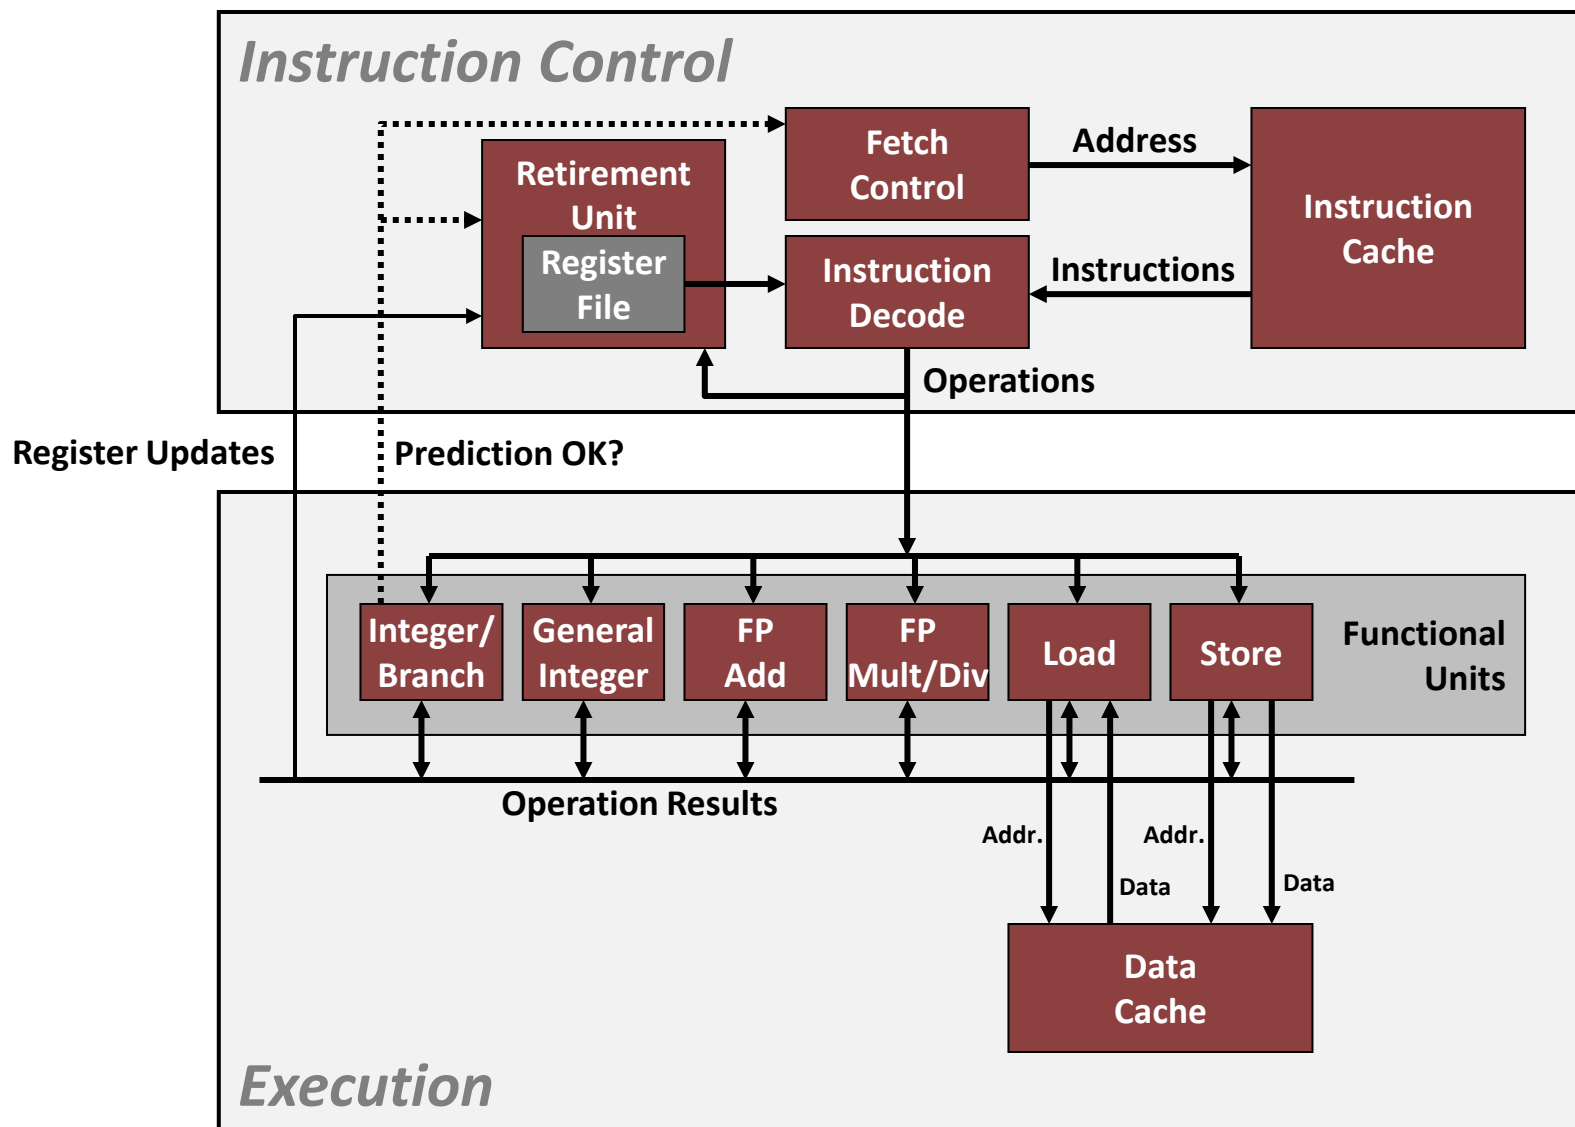 Instruction Control
Fetch
Control
Address
Instruction
Cache
Retirement
Unit
Register
File
Instruction
Decode
Instructions
Operations
Register Updates
Prediction OK?
Integer/
Branch
General
Integer
FP
Add
FP
Mult/Div
Load
Store
Functional
Units
Operation Results
Addr.
Addr.
Data
Data
Data
Cache
Execution